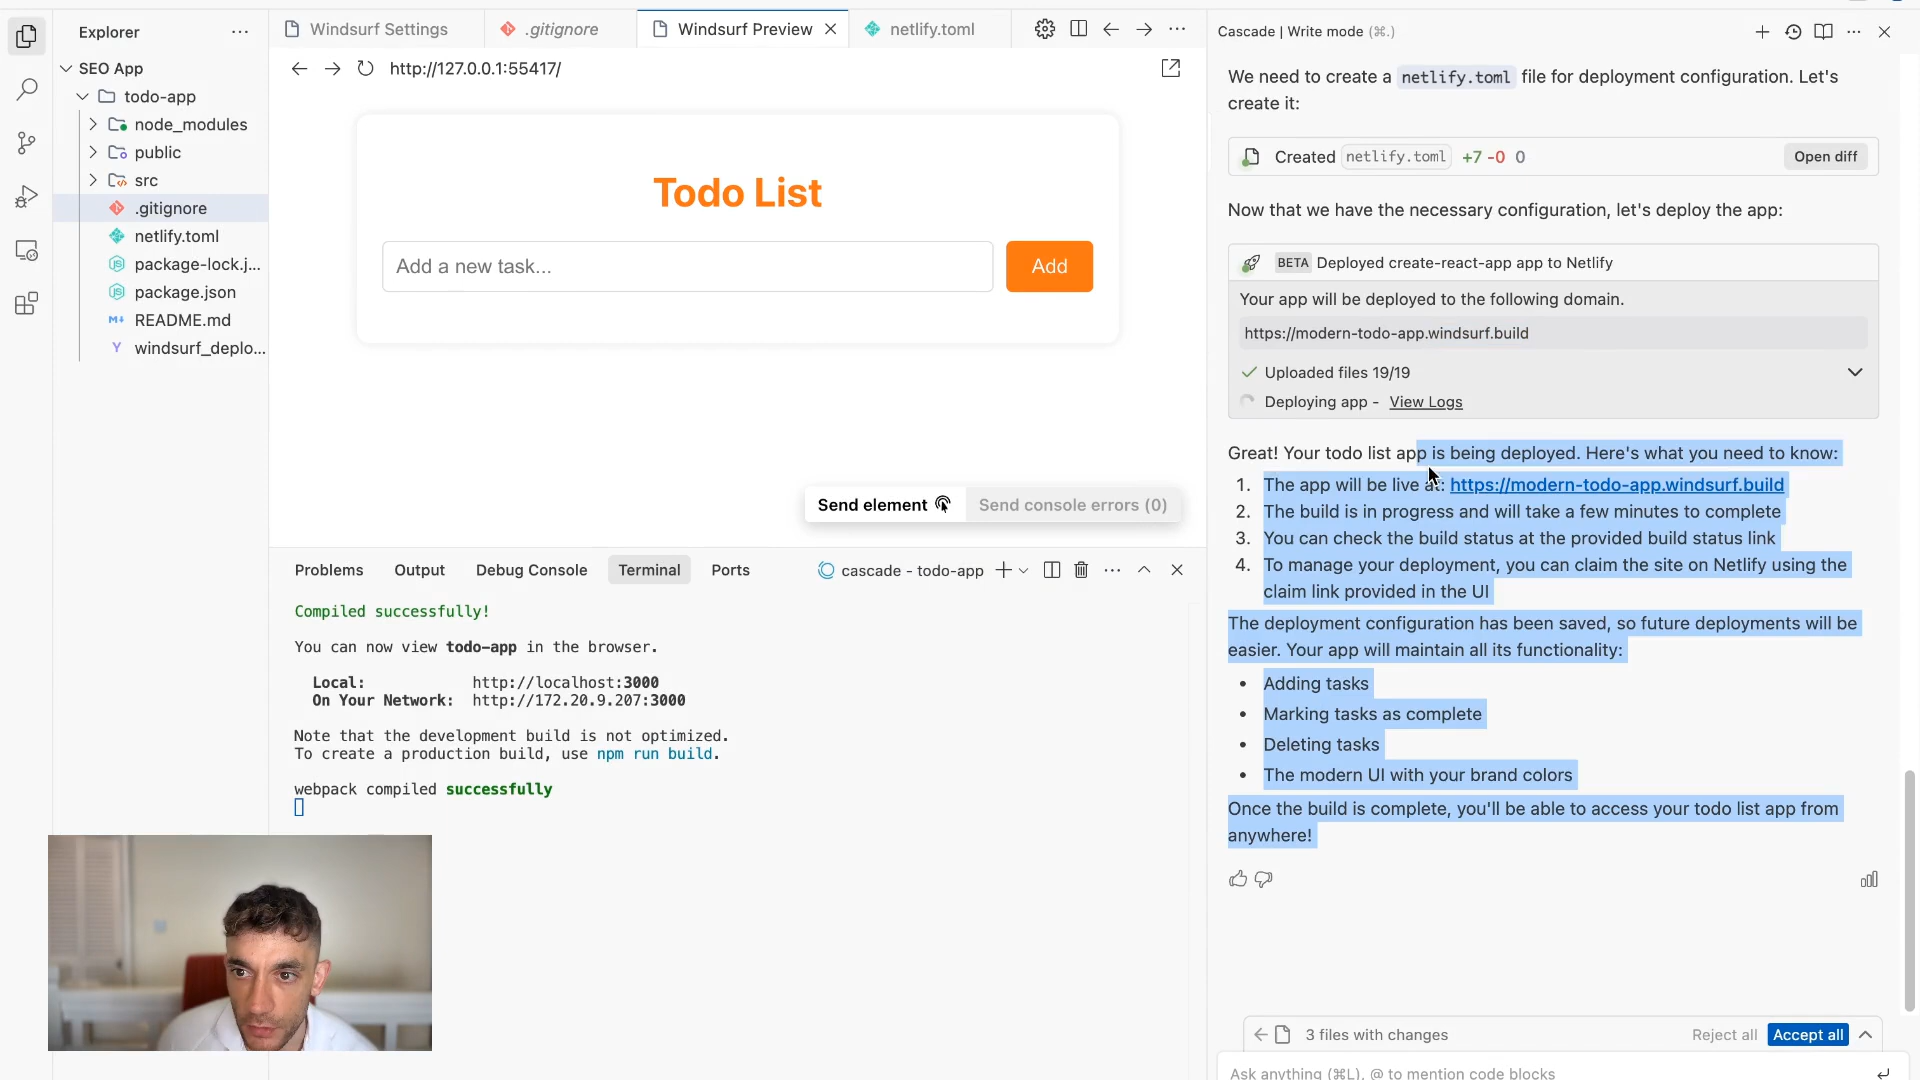 Explorer
SEO App
todo-app
node_modules
public
src
.gitignore
netlify.toml
package-lock.j...
package.json
README.md
windsurf_deplo...
Windsurf Settings
.gitignore
Windsurf Preview
netlify.toml
http://127.0.0.1:55417/
Todo List
Add a new task...
Add
Send element
Send console errors (0)
Problems
Output
Debug Console
Terminal
Ports
cascade - todo-app
Compiled successfully!
You can now view todo-app in the browser.
Local: http://localhost:3000
On Your Network: http://172.20.9.207:3000
Note that the development build is not optimized.
To create a production build, use npm run build.
webpack compiled successfully
Cascade | Write mode (⌘.)
We need to create a netlify.toml file for deployment configuration. Let's
create it:
Created netlify.toml +7 -0 0
Open diff
Now that we have the necessary configuration, let's deploy the app:
BETA Deployed create-react-app app to Netlify
Your app will be deployed to the following domain.
https://modern-todo-app.windsurf.build
Uploaded files 19/19
Deploying app - View Logs
Great! Your todo list app is being deployed. Here's what you need to know:
1. The app will be live at: https://modern-todo-app.windsurf.build
2. The build is in progress and will take a few minutes to complete
3. You can check the build status at the provided build status link
4. To manage your deployment, you can claim the site on Netlify using the
claim link provided in the UI
The deployment configuration has been saved, so future deployments will be
easier. Your app will maintain all its functionality:
• Adding tasks
• Marking tasks as complete
• Deleting tasks
• The modern UI with your brand colors
Once the build is complete, you'll be able to access your todo list app from
anywhere!
3 files with changes
Reject all
Accept all
Ask anything (⌘L), @ to mention code blocks